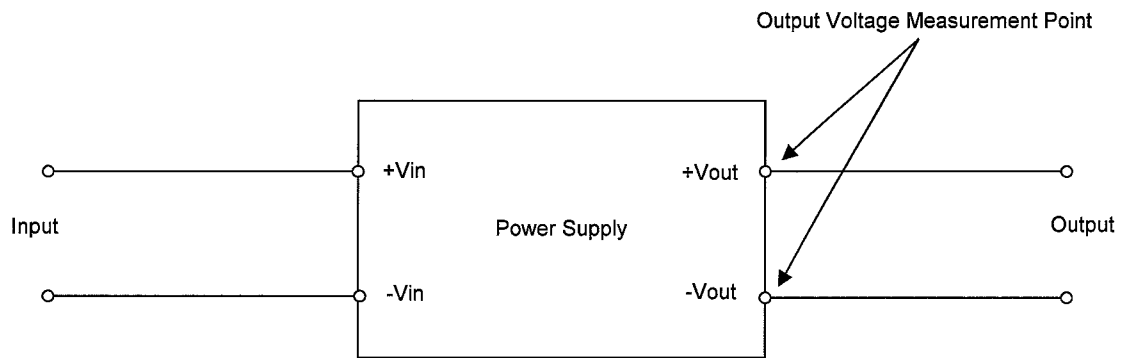 Output Voltage Measurement Point
+Vin
+Vout
Input
Power Supply
Output
-Vin
-Vout